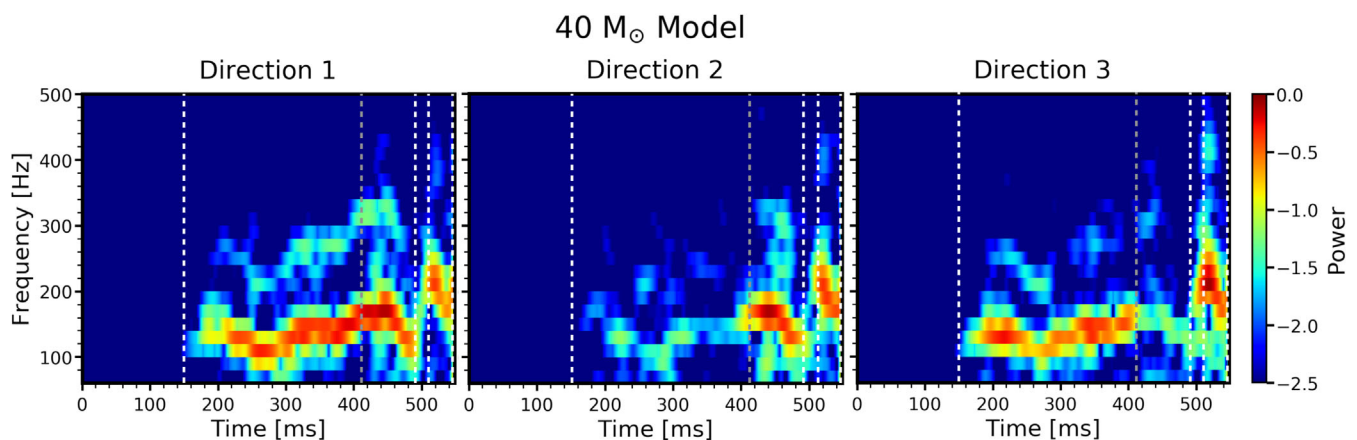 40 M☉ Model
Direction 1
Direction 2
Direction 3
Frequency [Hz]
500
400
300
200
100
0 100 200 300 400 500
Time [ms]
0 100 200 300 400 500
Time [ms]
0 100 200 300 400 500
Time [ms]
0.0
−0.5
−1.0
−1.5
−2.0
−2.5
Power